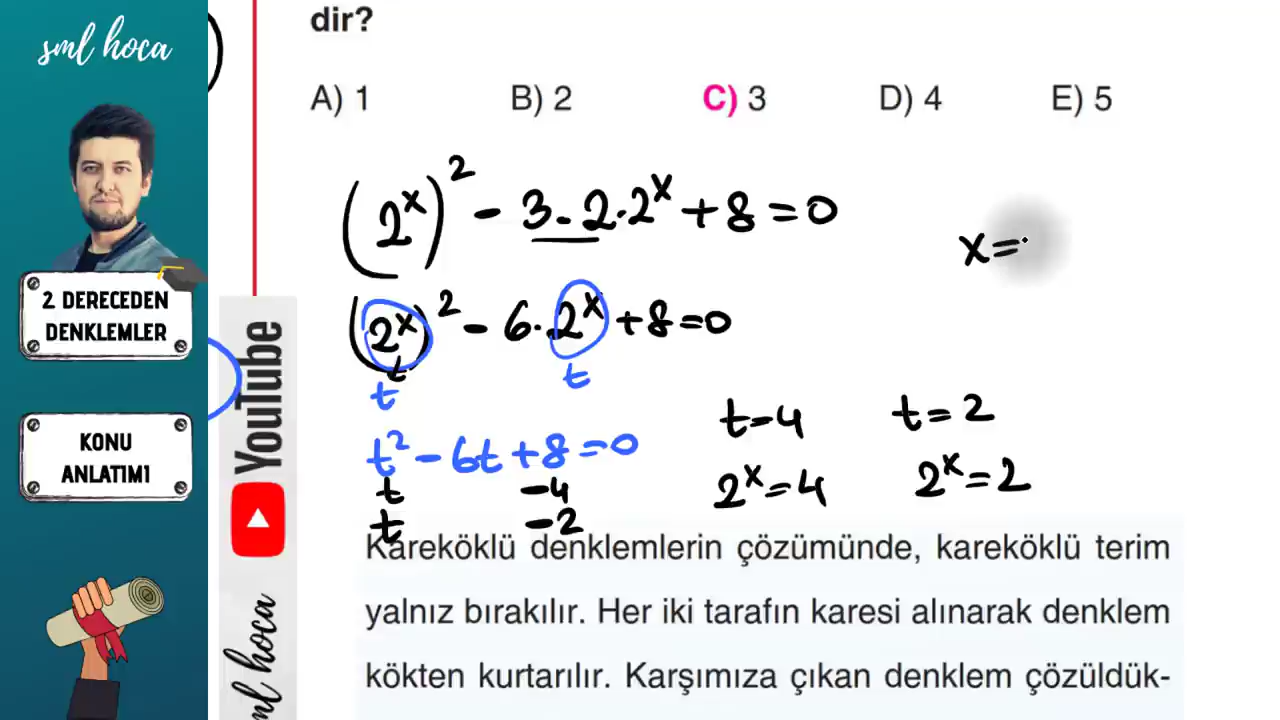 sml hoca
2. DERECEDEN
DENKLEMLER
KONU
ANLATIMI
YouTube
ml hoca
dir?
A) 1 B) 2 C) 3 D) 4 E) 5
(2^x)^2 - 3 - 2 · 2^x + 8 = 0
x =
(2^x)^2 - 6 · 2^x + 8 = 0
t
t t
t^2 - 6t + 8 = 0
t -4
t -2
t = 4 t = 2
2^x = 4 2^x = 2
Kareköklü denklemlerin çözümünde, kareköklü terim
yalnız bırakılır. Her iki tarafın karesi alınarak denklem
kökten kurtarılır. Karşımıza çıkan denklem çözüldük-